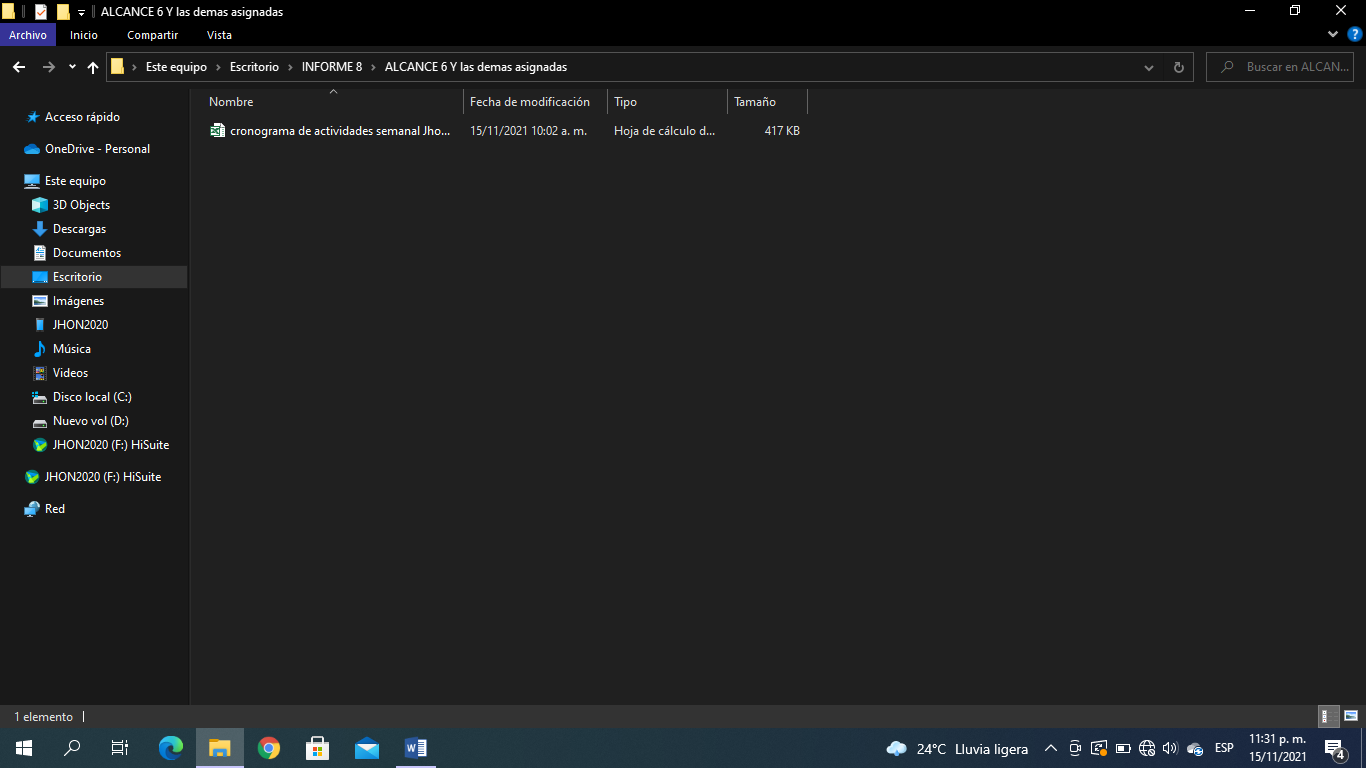 ALCANCE 6 Y las demas asignadas
Archivo Inicio Compartir Vista
Este equipo Escritorio INFORME 8 ALCANCE 6 Y las demas asignadas Buscar en ALCAN...
Nombre Fecha de modificación Tipo Tamaño
cronograma de actividades semanal Jho... 15/11/2021 10:02 a. m. Hoja de cálculo d... 417 KB
Acceso rápido
OneDrive - Personal
Este equipo
3D Objects
Descargas
Documentos
Escritorio
Imágenes
JHON2020
Música
Videos
Disco local (C:)
Nuevo vol (D:)
JHON2020 (F:) HiSuite
JHON2020 (F:) HiSuite
Red
1 elemento
24°C Lluvia ligera ESP 11:31 p. m.
15/11/2021 4